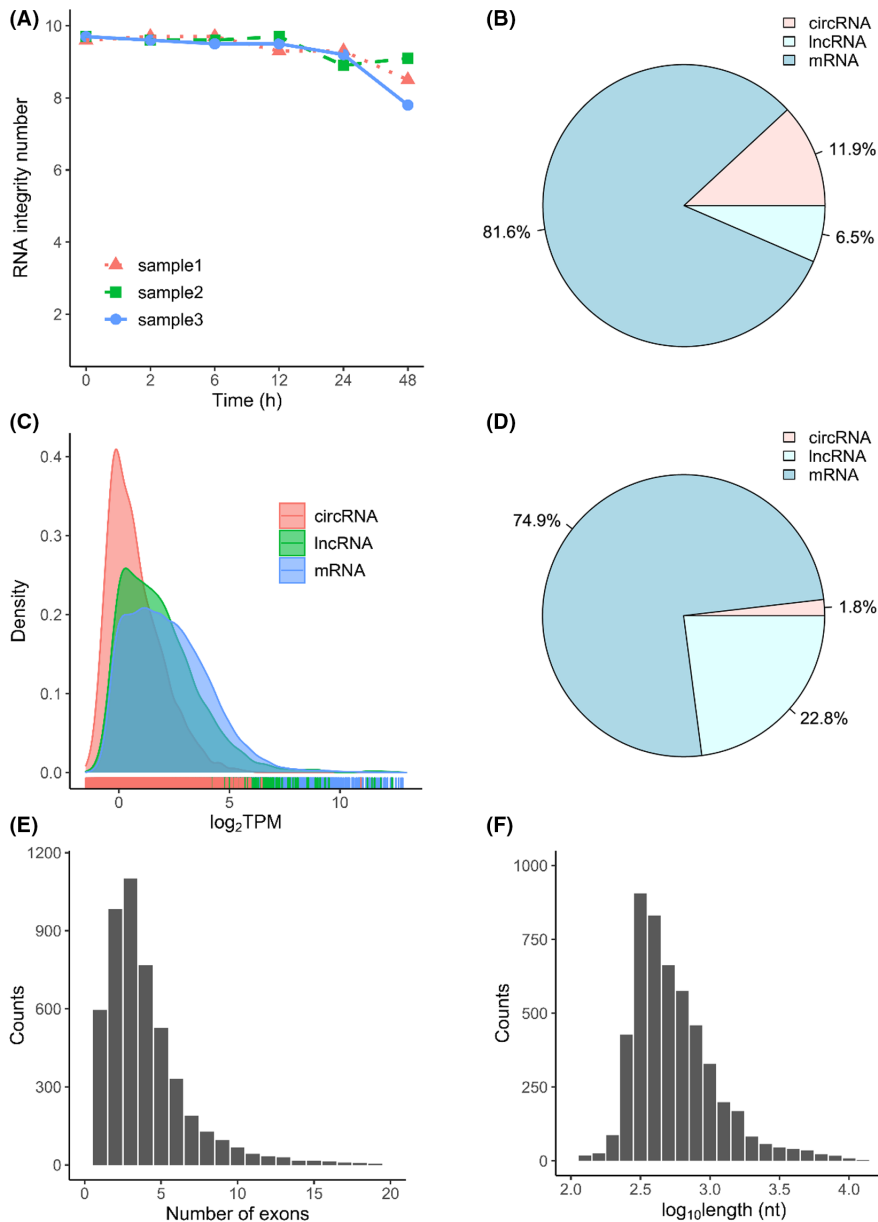 (A)
10
8
6
4
2
RNA integrity number
sample1
sample2
sample3
0 2 6 12 24 48
Time (h)
(B)
circRNA
lncRNA
mRNA
11.9%
81.6%
6.5%
(C)
0.4
0.3
0.2
0.1
0.0
Density
circRNA
lncRNA
mRNA
0 5 10
log₂TPM
(D)
circRNA
lncRNA
mRNA
74.9%
1.8%
22.8%
(E)
1200
900
600
300
0
Counts
0 5 10 15 20
Number of exons
(F)
1000
750
500
250
0
Counts
2.0 2.5 3.0 3.5 4.0
log₁₀length (nt)